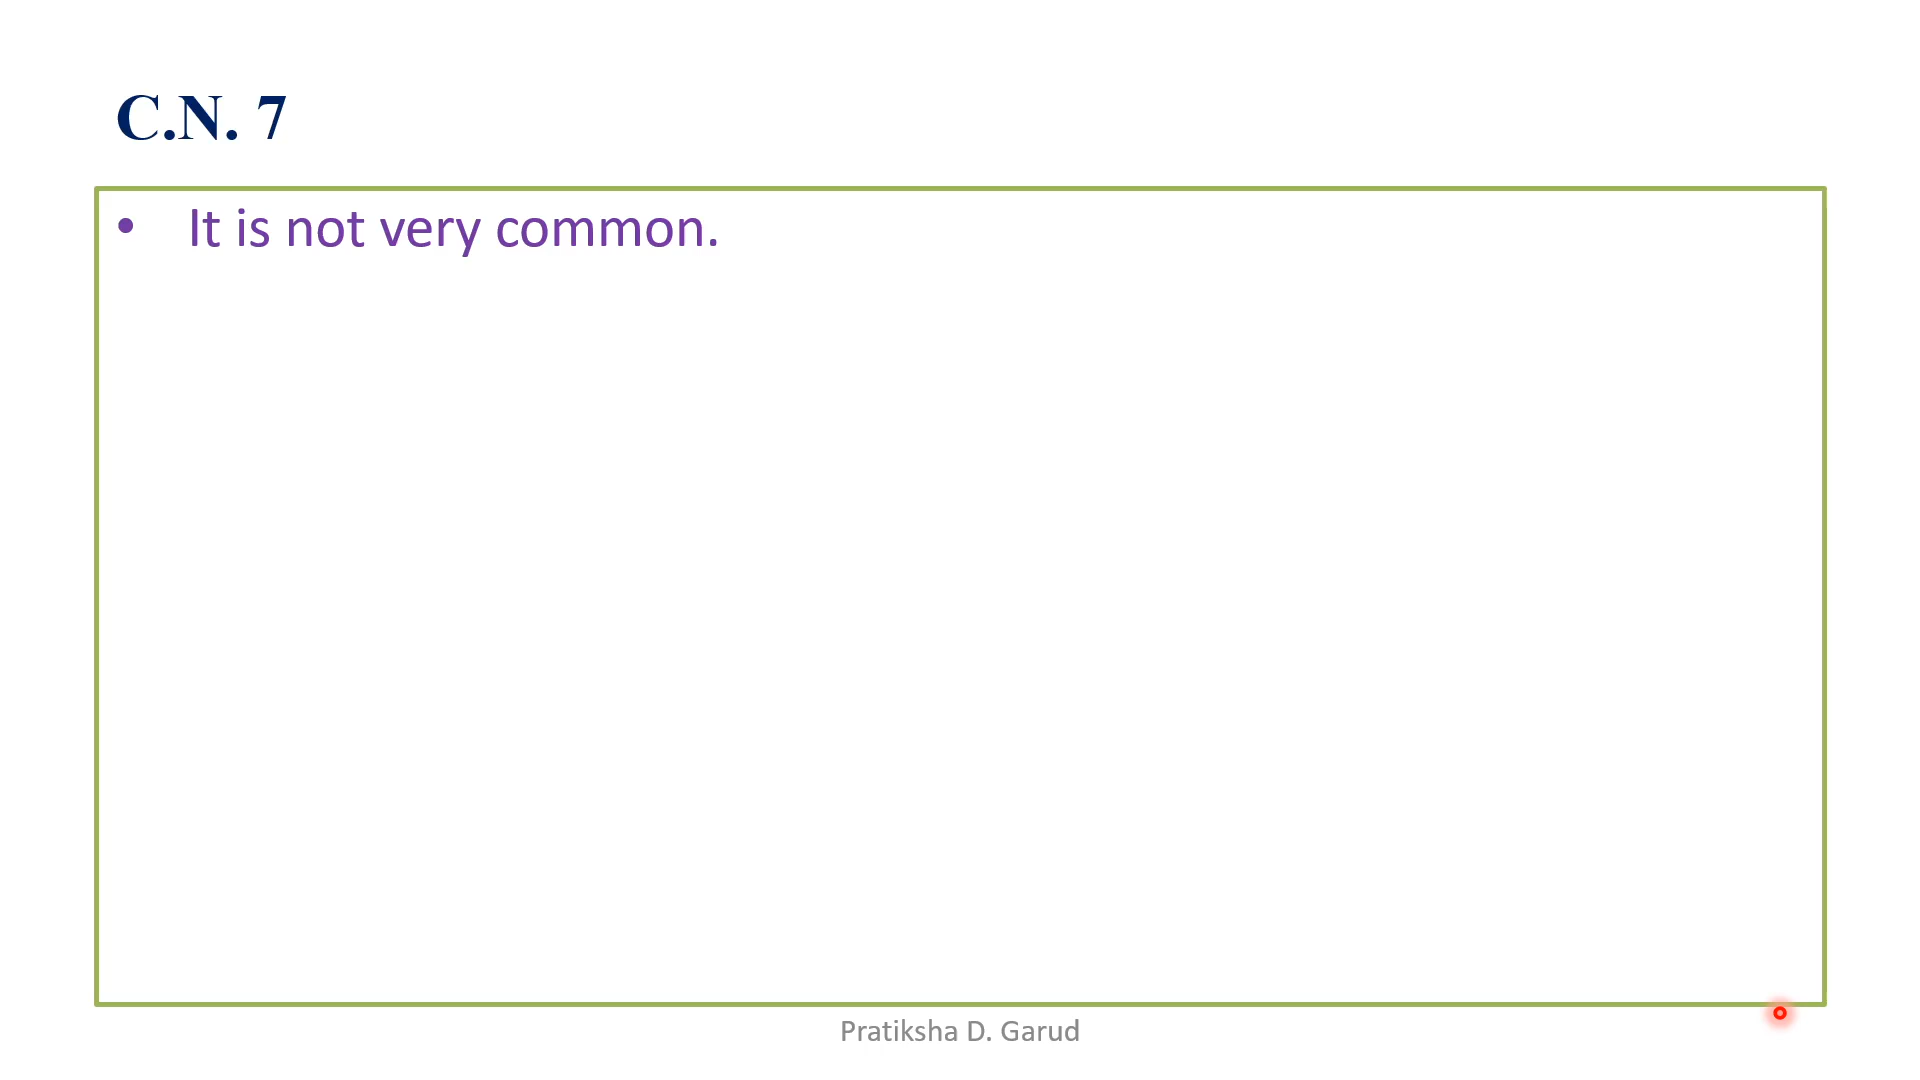 C.N. 7
• It is not very common.
Pratiksha D. Garud